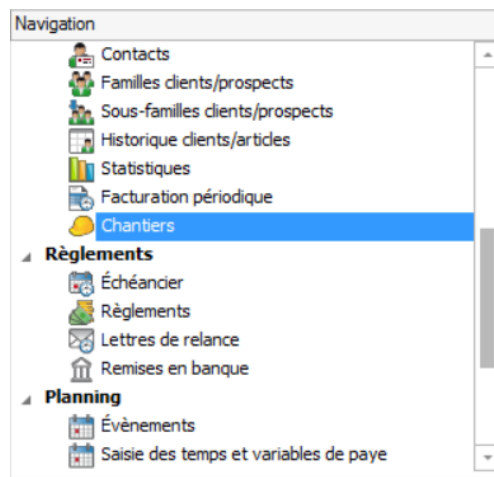 Navigation
Contacts
Familles clients/prospects
Sous-familles clients/prospects
Historique clients/articles
Statistiques
Facturation périodique
Chantiers
Règlements
Échéancier
Règlements
Lettres de relance
Remises en banque
Planning
Évènements
Saisie des temps et variables de paye